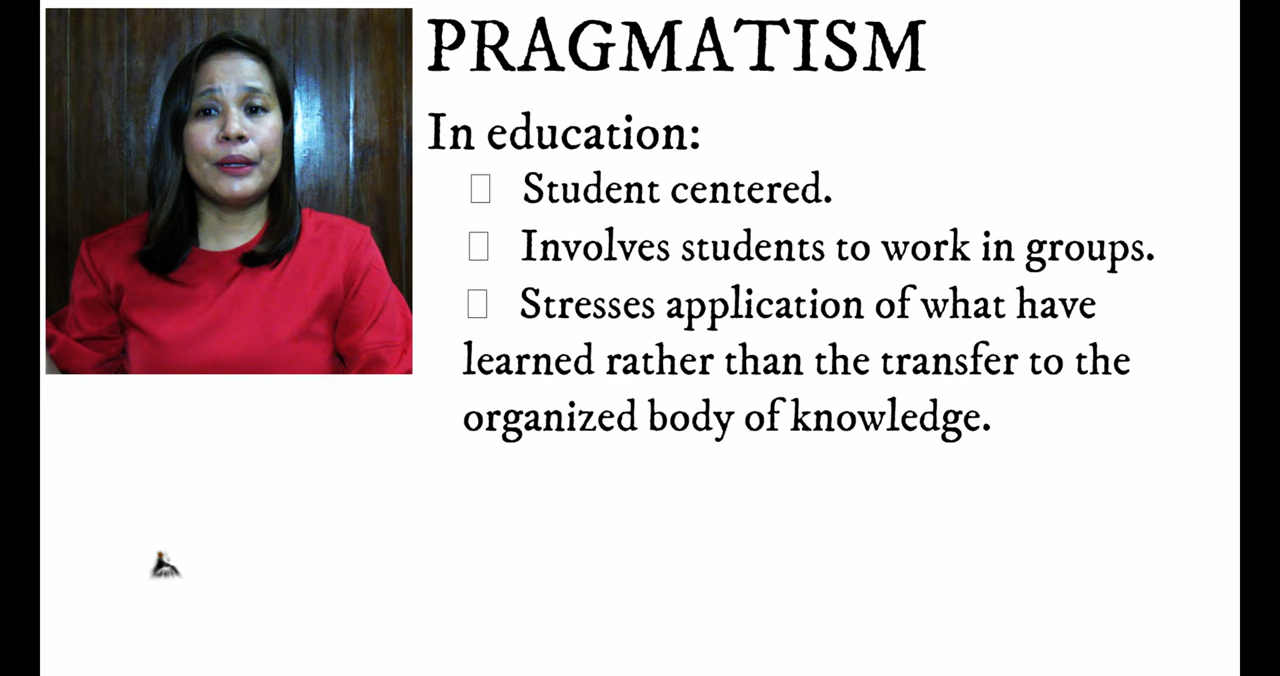 PRAGMATISM
In education:
Student centered.
Involves students to work in groups.
Stresses application of what have
learned rather than the transfer to the
organized body of knowledge.